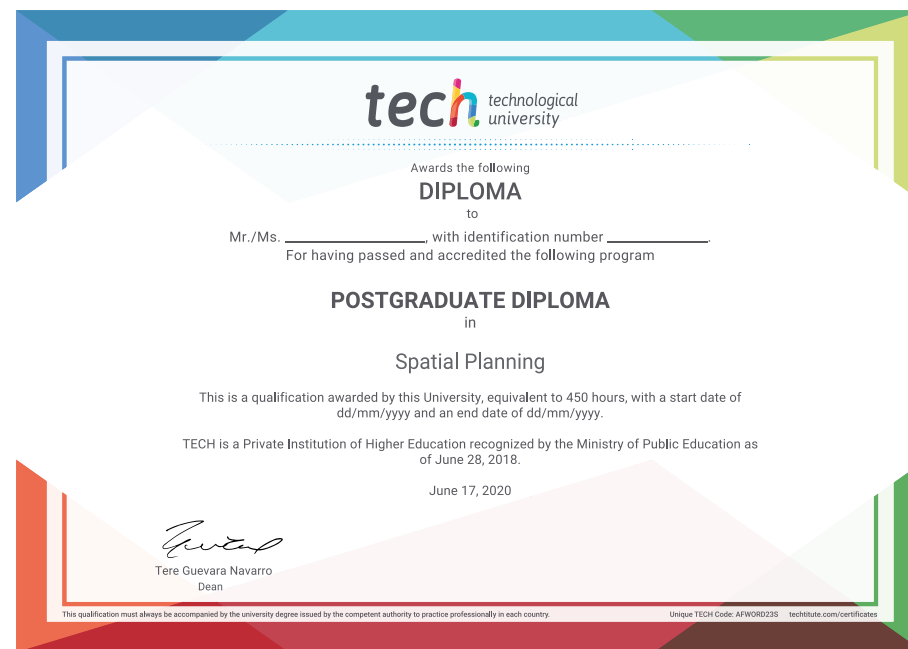 tech technological
university
Awards the following
DIPLOMA
to
Mr./Ms. ____________________, with identification number ______________.
For having passed and accredited the following program
POSTGRADUATE DIPLOMA
in
Spatial Planning
This is a qualification awarded by this University, equivalent to 450 hours, with a start date of
dd/mm/yyyy and an end date of dd/mm/yyyy.
TECH is a Private Institution of Higher Education recognized by the Ministry of Public Education as
of June 28, 2018.
June 17, 2020
Tere Guevara Navarro
Dean
This qualification must always be accompanied by the university degree issued by the competent authority to practice professionally in each country. Unique TECH Code: AFWORD23S techtitute.com/certificates